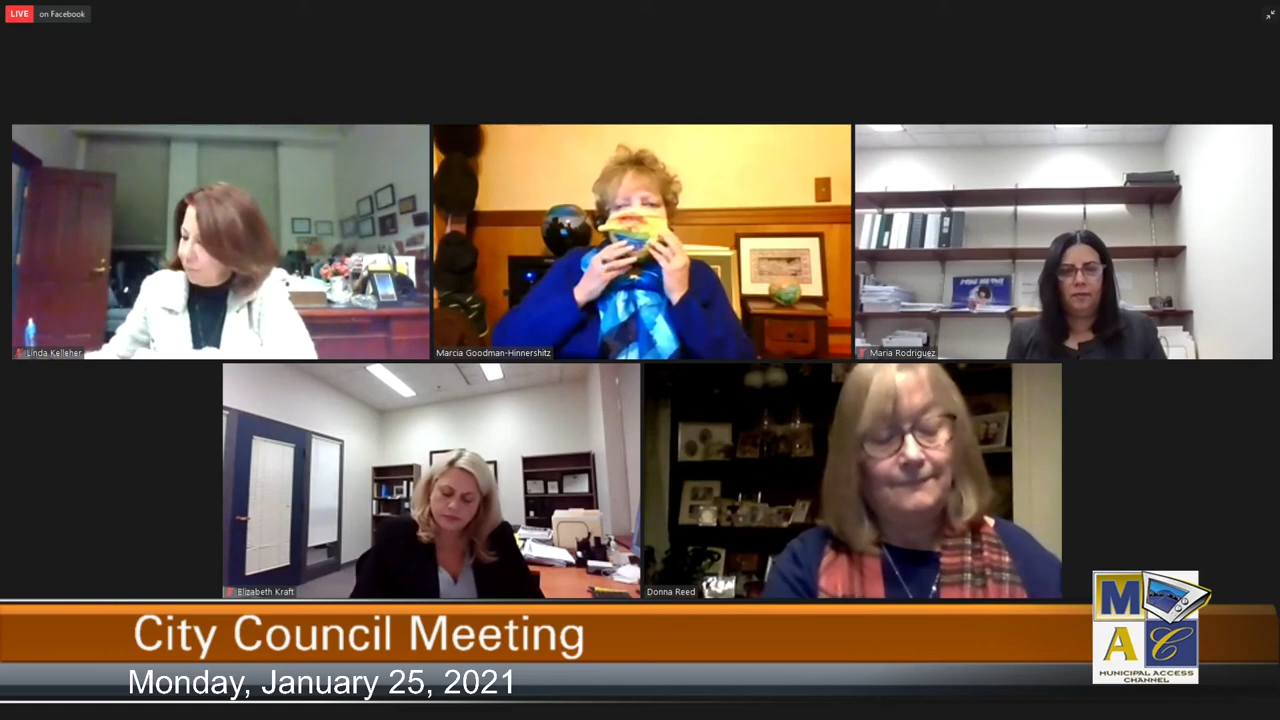 LIVE on Facebook
Linda Kelleher
Marcia Goodman-Hinnershitz
Maria Rodriguez
Elizabeth Kraft
Donna Reed
City Council Meeting
Monday, January 25, 2021
M
A C
MUNICIPAL ACCESS
CHANNEL